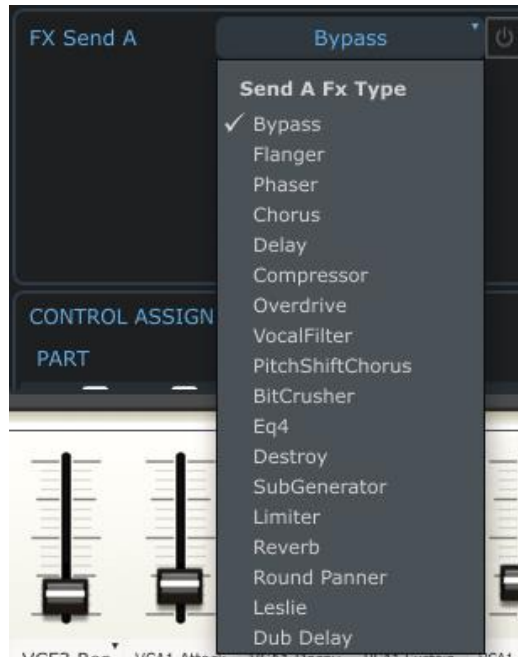 FX Send A
Bypass
Send A Fx Type
✓ Bypass
Flanger
Phaser
Chorus
Delay
Compressor
Overdrive
VocalFilter
PitchShiftChorus
BitCrusher
Eq4
Destroy
SubGenerator
Limiter
Reverb
Round Panner
Leslie
Dub Delay
CONTROL ASSIGN
PART